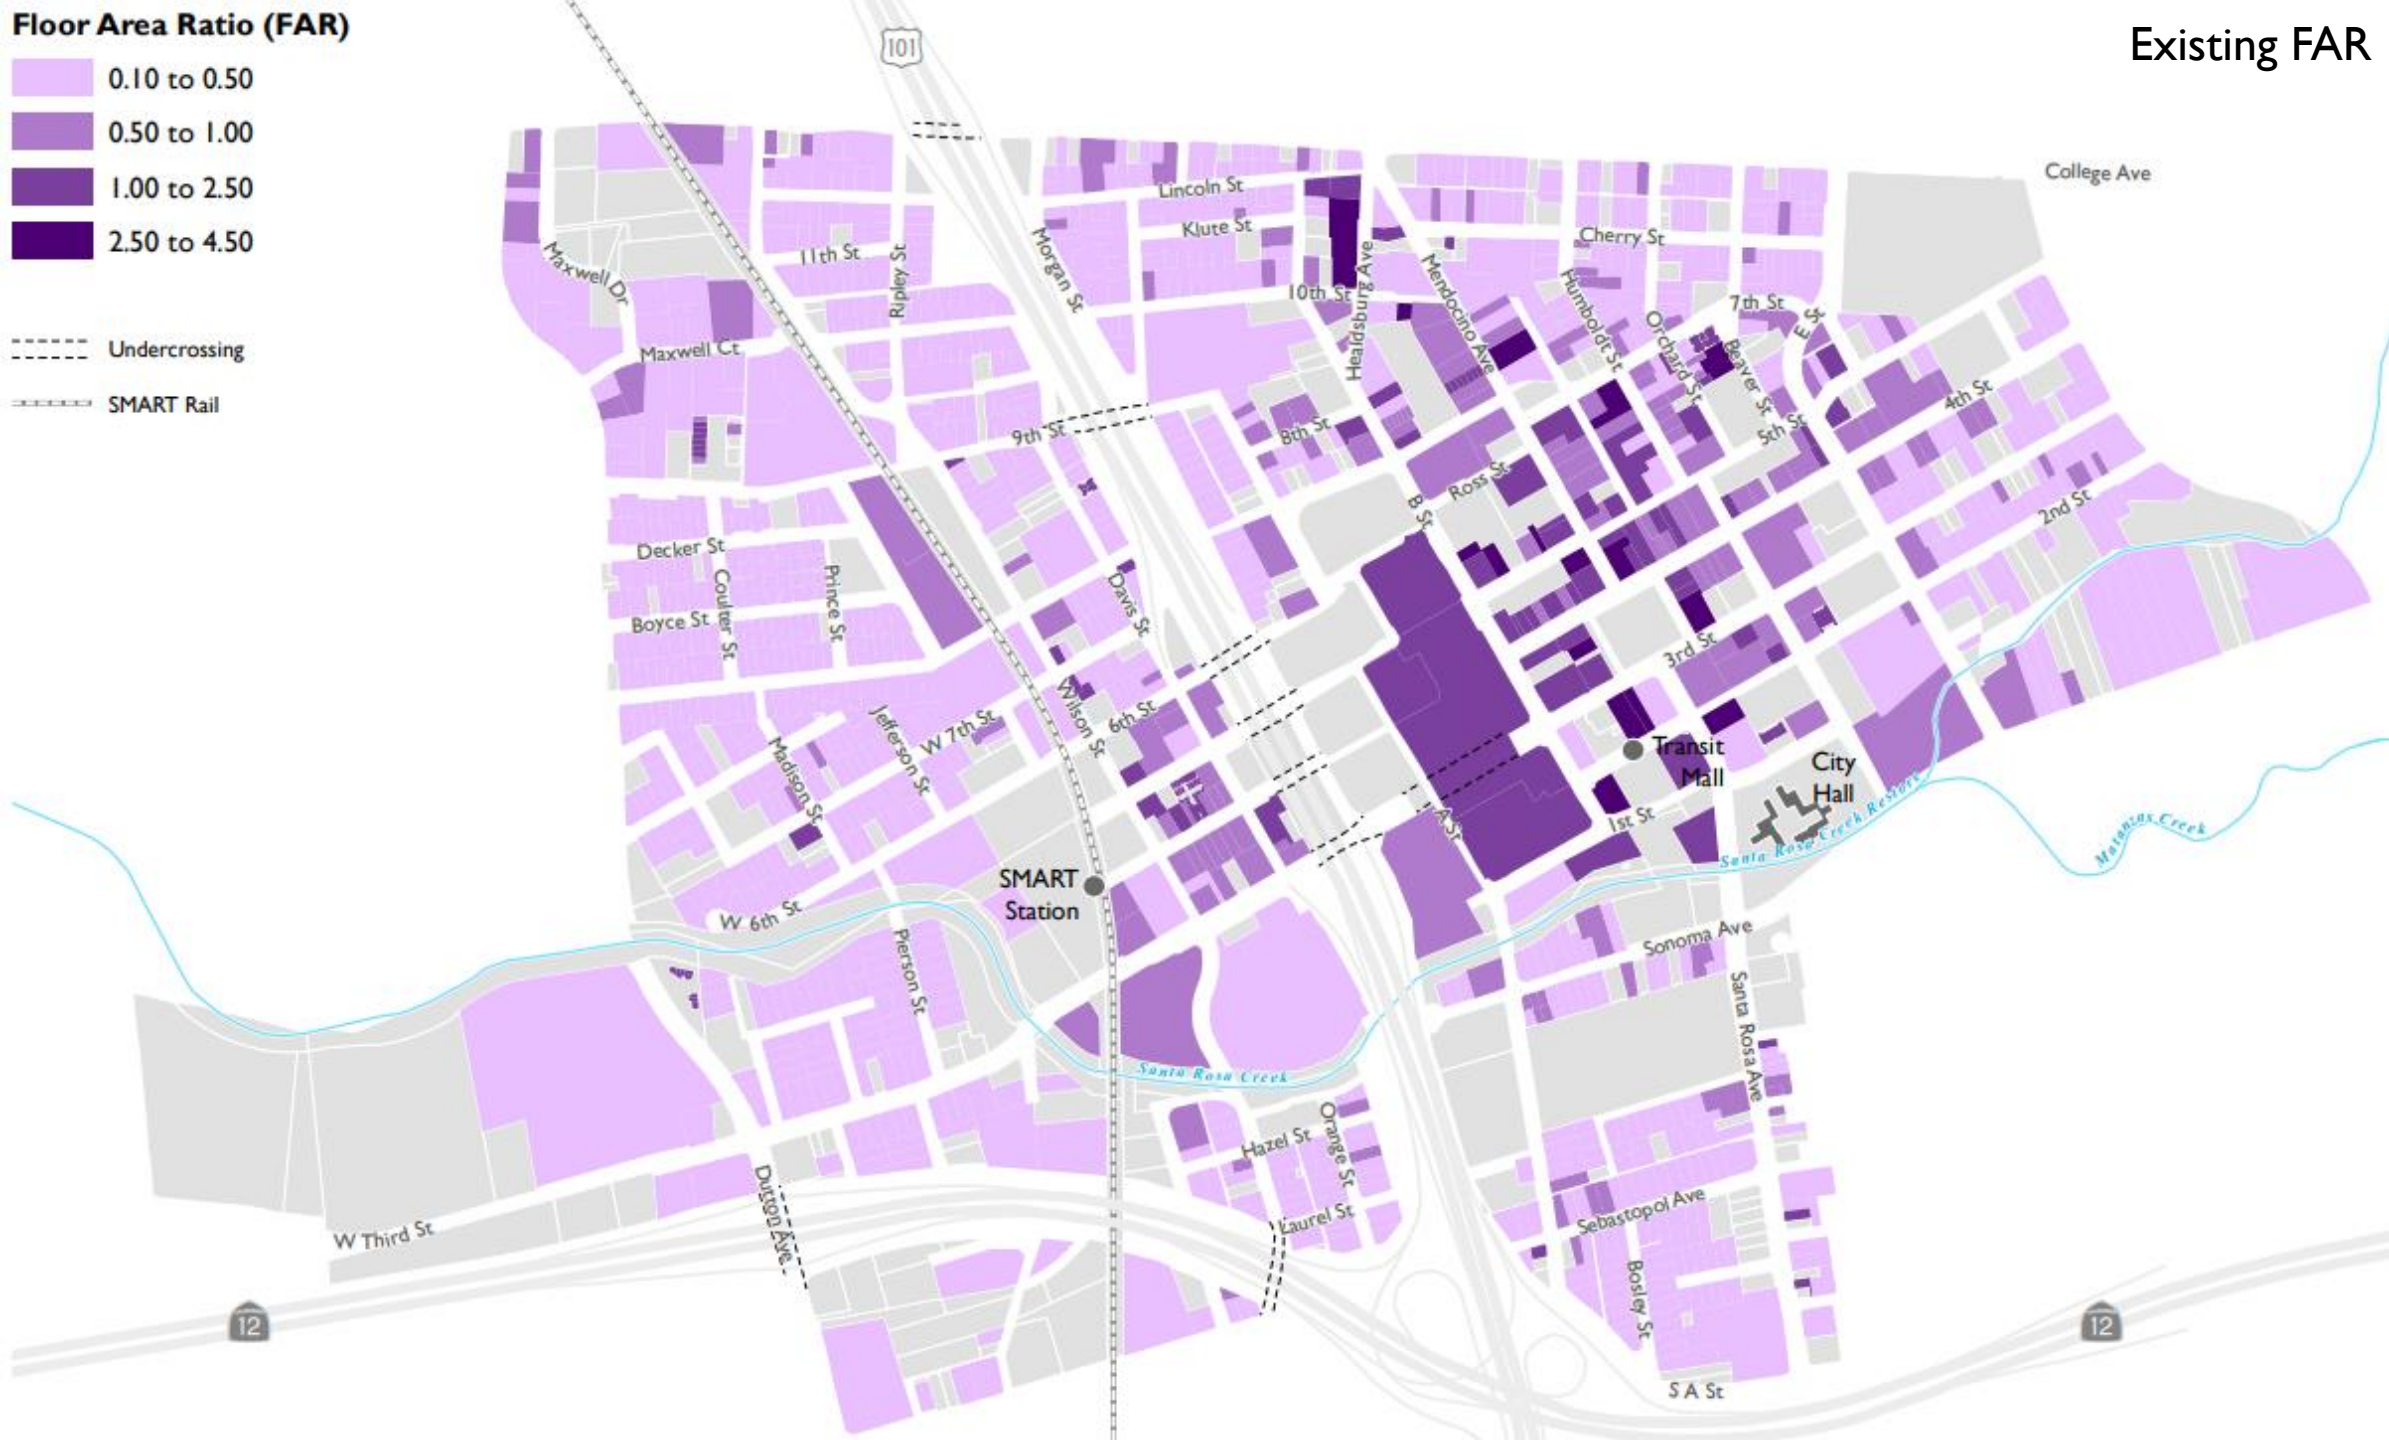 Floor Area Ratio (FAR)
0.10 to 0.50
0.50 to 1.00
1.00 to 2.50
2.50 to 4.50
Undercrossing
SMART Rail
Existing FAR
101
College Ave
Lincoln St
Klute St
Cherry St
11th St
Ripley St
Morgan St
Maxwell Dr
10th St
Healdsburg Ave
Mendocino Ave
Humboldt St
Orchard St
7th St
E St
Beaver St
Maxwell Ct
4th St
5th St
9th St
8th St
Ross St
B St
2nd St
Decker St
Coulter St
Prince St
Boyce St
Davis St
3rd St
Wilson St
6th St
W 7th St
Jefferson St
Madison St
Transit
Mall
City
Hall
A St
1st St
Santa Rosa Creek Restore
Matanzas Creek
SMART
Station
W 6th St
Pierson St
Sonoma Ave
Santa Rosa Ave
Santa Rosa Creek
Orange St
Hazel St
Laurel St
Sebastopol Ave
Dutton Ave
W Third St
Bosley St
12
12
S A St